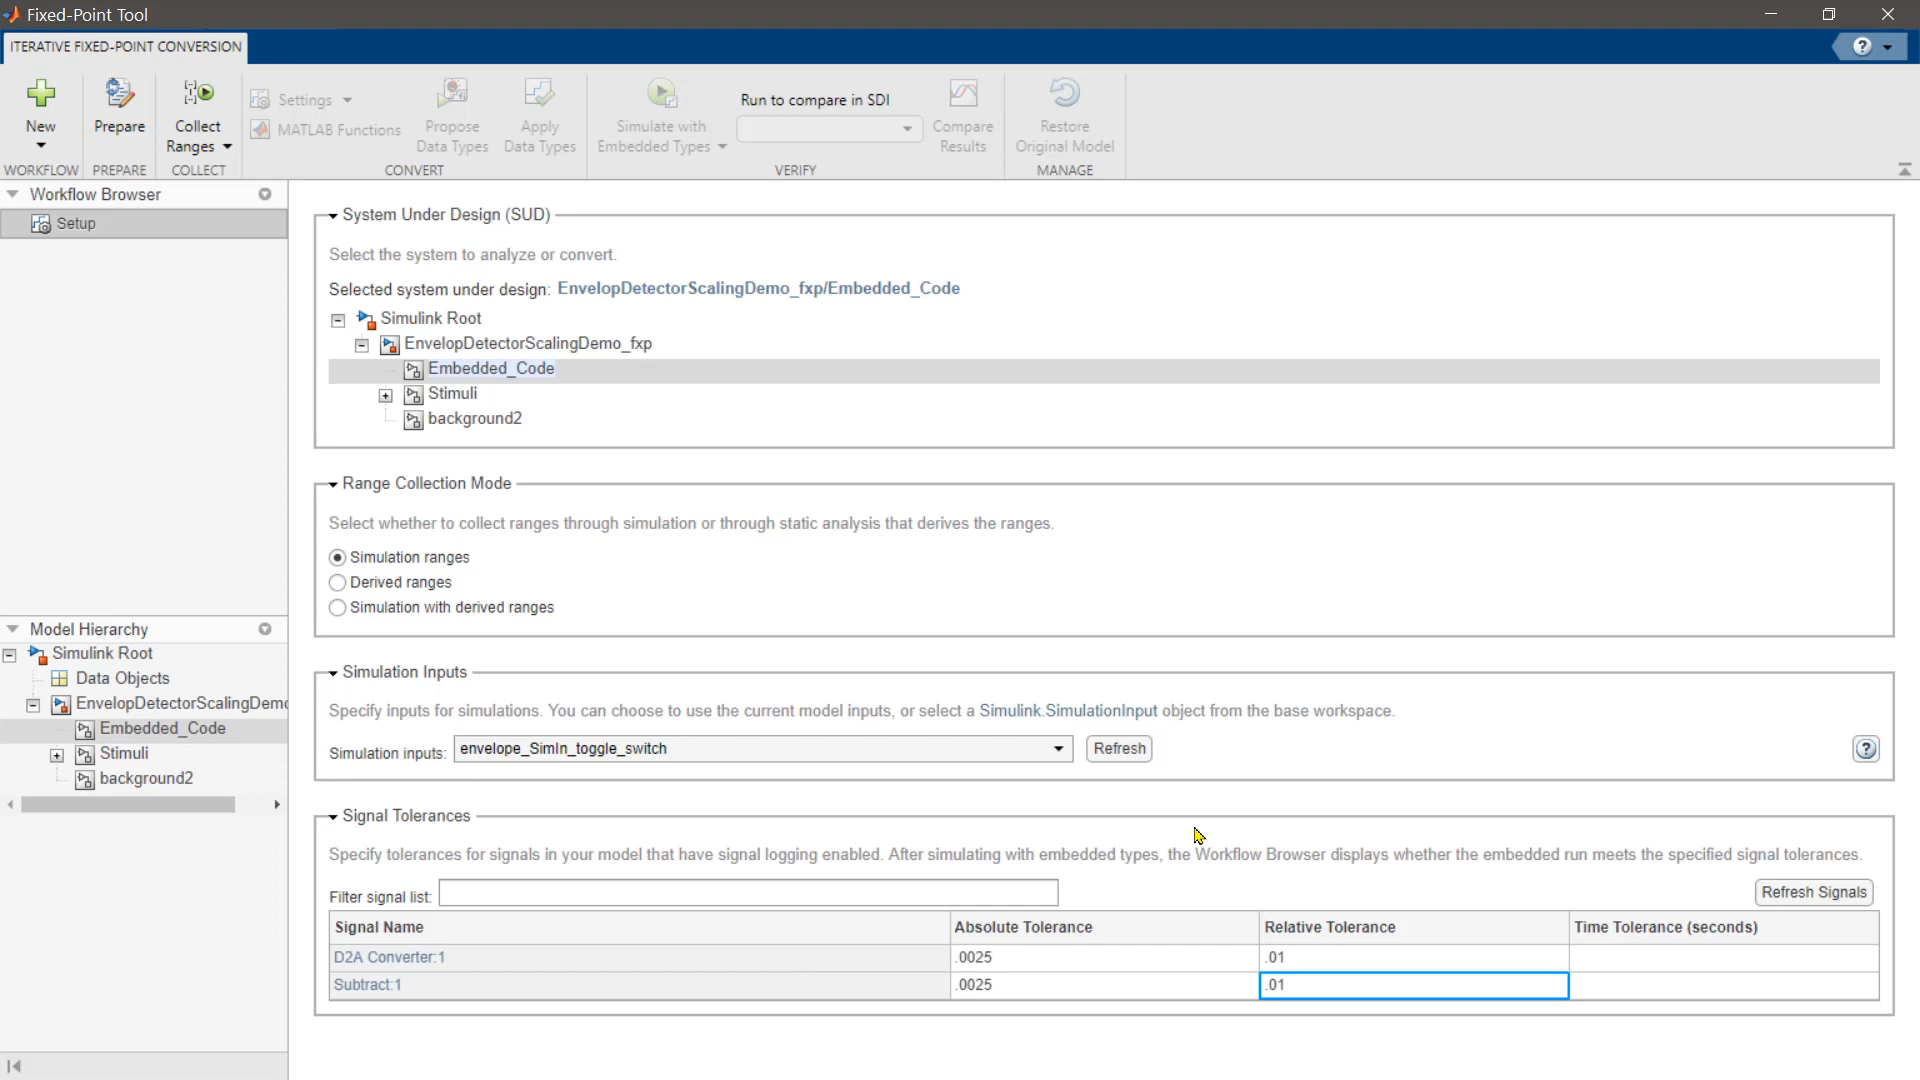 Fixed-Point Tool
ITERATIVE FIXED-POINT CONVERSION
New
Prepare
Collect
Ranges
Settings
MATLAB Functions
Propose
Data Types
Apply
Data Types
Simulate with
Embedded Types
Run to compare in SDI
Compare
Results
Restore
Original Model
WORKFLOW
PREPARE
COLLECT
CONVERT
VERIFY
MANAGE
Workflow Browser
Setup
Model Hierarchy
Simulink Root
Data Objects
EnvelopDetectorScalingDem
Embedded_Code
Stimuli
background2
System Under Design (SUD)
Select the system to analyze or convert.
Selected system under design: EnvelopDetectorScalingDemo_fxp/Embedded_Code
Simulink Root
EnvelopDetectorScalingDemo_fxp
Embedded_Code
Stimuli
background2
Range Collection Mode
Select whether to collect ranges through simulation or through static analysis that derives the ranges.
Simulation ranges
Derived ranges
Simulation with derived ranges
Simulation Inputs
Specify inputs for simulations. You can choose to use the current model inputs, or select a Simulink.SimulationInput object from the base workspace.
Simulation inputs: envelope_SimIn_toggle_switch Refresh
Signal Tolerances
Specify tolerances for signals in your model that have signal logging enabled. After simulating with embedded types, the Workflow Browser displays whether the embedded run meets the specified signal tolerances.
Filter signal list: Refresh Signals
Signal Name Absolute Tolerance Relative Tolerance Time Tolerance (seconds)
D2A Converter:1 .0025 .01
Subtract:1 .0025 .01